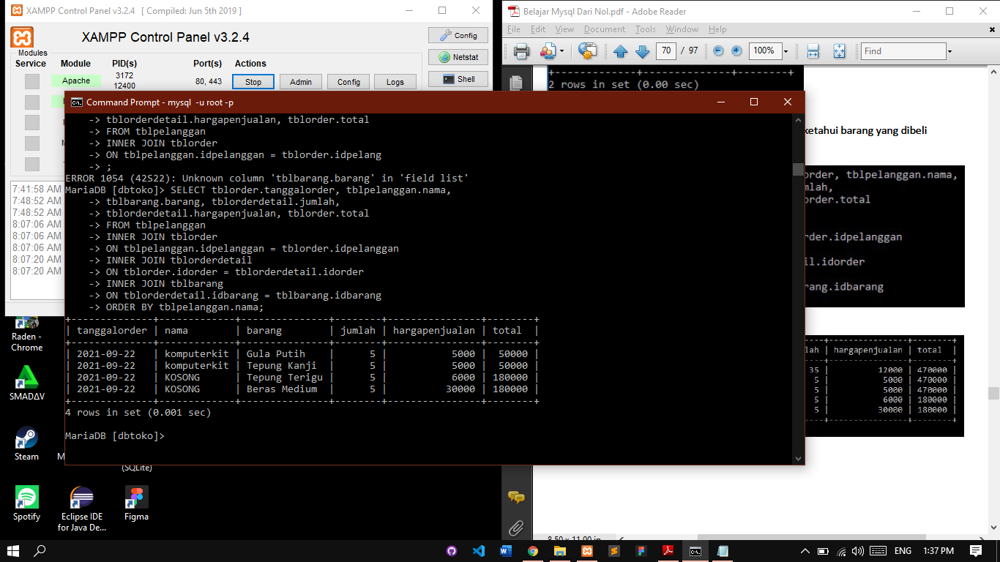 XAMPP Control Panel v3.2.4 [ Compiled: Jun 5th 2019 ]
XAMPP Control Panel v3.2.4
Config
Netstat
Shell
Modules
Service Module PID(s) Port(s) Actions
Apache 3172 12400 80, 443 Stop Admin Config Logs
7:41:58 AM
7:48:52 AM
7:48:52 AM
8:07:06 AM
8:07:06 AM
8:07:06 AM
8:07:20 AM
8:07:20 AM
Belajar Mysql Dari Nol.pdf - Adobe Reader
File Edit View Document Tools Window Help
70 / 97 100% Find
2 rows in set (0.00 sec)
ketahui barang yang dibeli
order, tblpelanggan.nama,
mlah,
order.total
rder.idpelanggan
il.idorder
rang.idbarang
lah | hargapenjualan | total |
35 | 12000 | 470000 |
5 | 5000 | 470000 |
5 | 5000 | 470000 |
5 | 6000 | 180000 |
5 | 30000 | 180000 |
8.50 x 11.00 in
Command Prompt - mysql -u root -p
-> tblorderdetail.hargapenjualan, tblorder.total
-> FROM tblpelanggan
-> INNER JOIN tblorder
-> ON tblpelanggan.idpelanggan = tblorder.idpelang
-> ;
ERROR 1054 (42S22): Unknown column 'tblbarang.barang' in 'field list'
MariaDB [dbtoko]> SELECT tblorder.tanggalorder, tblpelanggan.nama,
-> tblbarang.barang, tblorderdetail.jumlah,
-> tblorderdetail.hargapenjualan, tblorder.total
-> FROM tblpelanggan
-> INNER JOIN tblorder
-> ON tblpelanggan.idpelanggan = tblorder.idpelanggan
-> INNER JOIN tblorderdetail
-> ON tblorder.idorder = tblorderdetail.idorder
-> INNER JOIN tblbarang
-> ON tblorderdetail.idbarang = tblbarang.idbarang
-> ORDER BY tblpelanggan.nama;
| tanggalorder | nama | barang | jumlah | hargapenjualan | total |
| 2021-09-22 | komputerkit | Gula Putih | 5 | 5000 | 50000 |
| 2021-09-22 | komputerkit | Tepung Kanji | 5 | 5000 | 50000 |
| 2021-09-22 | KOSONG | Tepung Terigu | 5 | 6000 | 180000 |
| 2021-09-22 | KOSONG | Beras Medium | 5 | 30000 | 180000 |
4 rows in set (0.001 sec)
MariaDB [dbtoko]>
Raden - Chrome
SMADΔV
Steam
M
(SQLite)
Spotify
Eclipse IDE for Java De...
Figma
ENG 1:37 PM